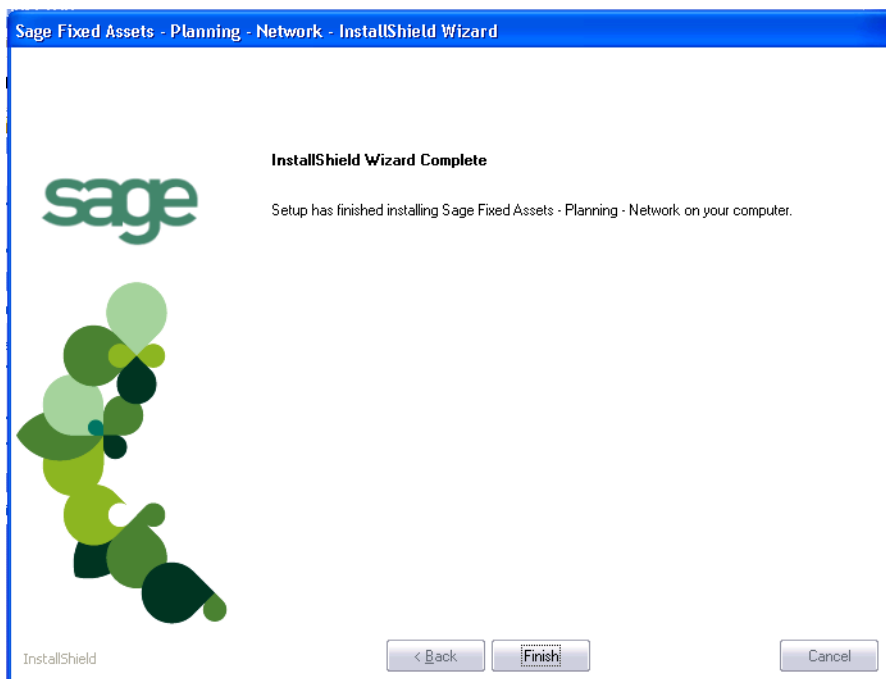 Sage Fixed Assets - Planning - Network - InstallShield Wizard
InstallShield Wizard Complete
sage
Setup has finished installing Sage Fixed Assets - Planning - Network on your computer.
InstallShield
< Back
Finish
Cancel